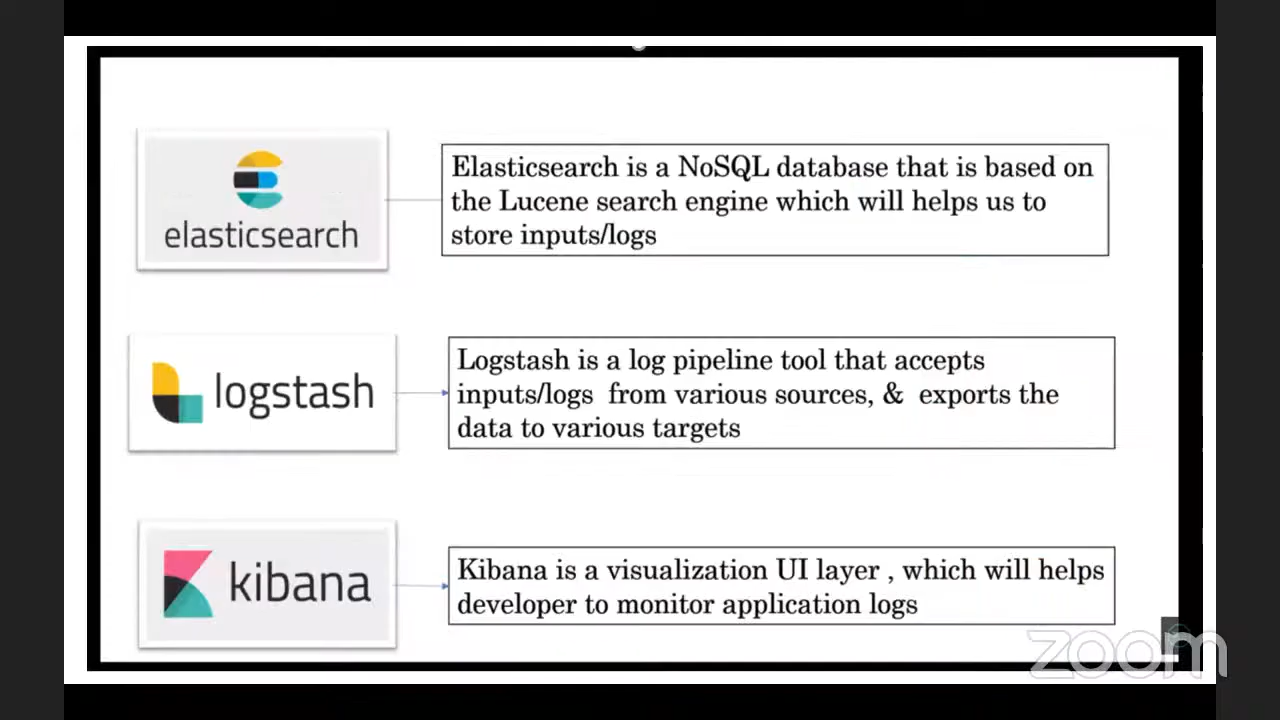 elasticsearch
Elasticsearch is a NoSQL database that is based on
the Lucene search engine which will helps us to
store inputs/logs
logstash
Logstash is a log pipeline tool that accepts
inputs/logs  from various sources, &  exports the
data to various targets
kibana
Kibana is a visualization UI layer , which will helps
developer to monitor application logs
zoom